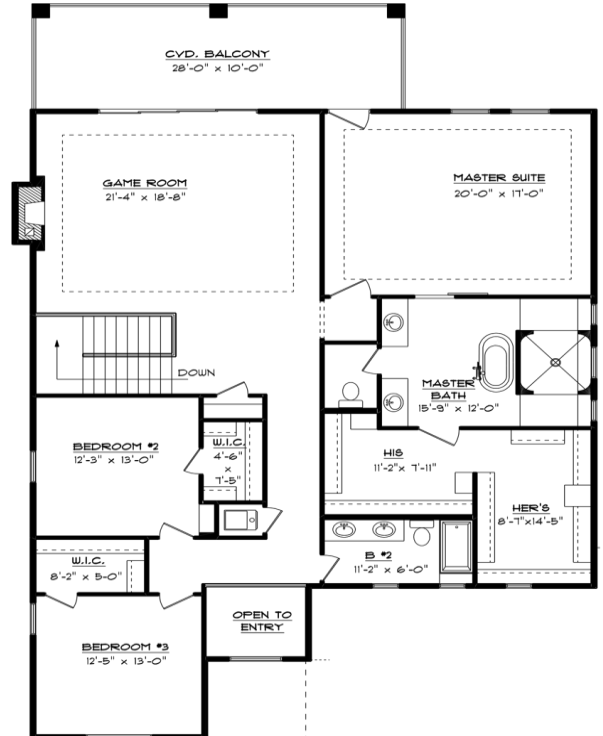 CVD. BALCONY
28'-0" x 10'-0"
GAME ROOM
21'-4" x 18'-8"
MASTER SUITE
20'-0" x 17'-0"
DOWN
MASTER
BATH
15'-9" x 12'-0"
BEDROOM #2
12'-3" x 13'-0"
W.I.C.
4'-6"
x
7'-5"
HIS
11'-2"x 7'-11"
HER'S
8'-7"x14'-5"
B #2
11'-2" x 6'-0"
W.I.C.
8'-2" x 5'-0"
OPEN TO
ENTRY
BEDROOM #3
12'-5" x 13'-0"